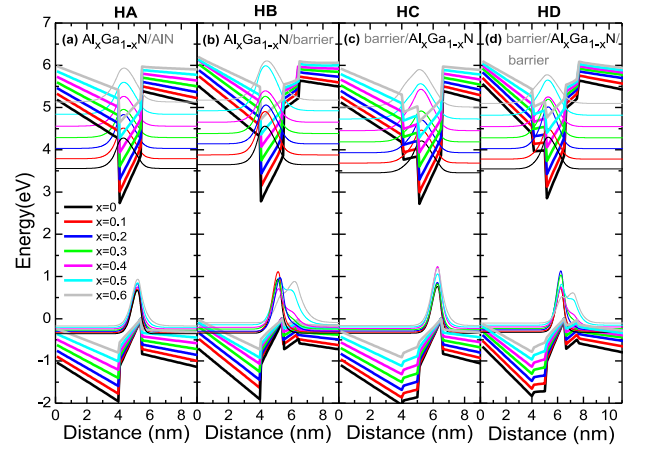 HA HB HC HD
(a) AlxGa1-xN/AlN (b) AlxGa1-xN/barrier (c) barrier/AlxGa1-xN (d) barrier/AlxGa1-xN/
barrier
7
6
5
4
3
2
1
0
-1
-2
Energy(eV)
x=0
x=0.1
x=0.2
x=0.3
x=0.4
x=0.5
x=0.6
0 2 4 6 8 0 2 4 6 8 0 2 4 6 8 0 2 4 6 8 10
Distance (nm) Distance (nm) Distance (nm) Distance (nm)